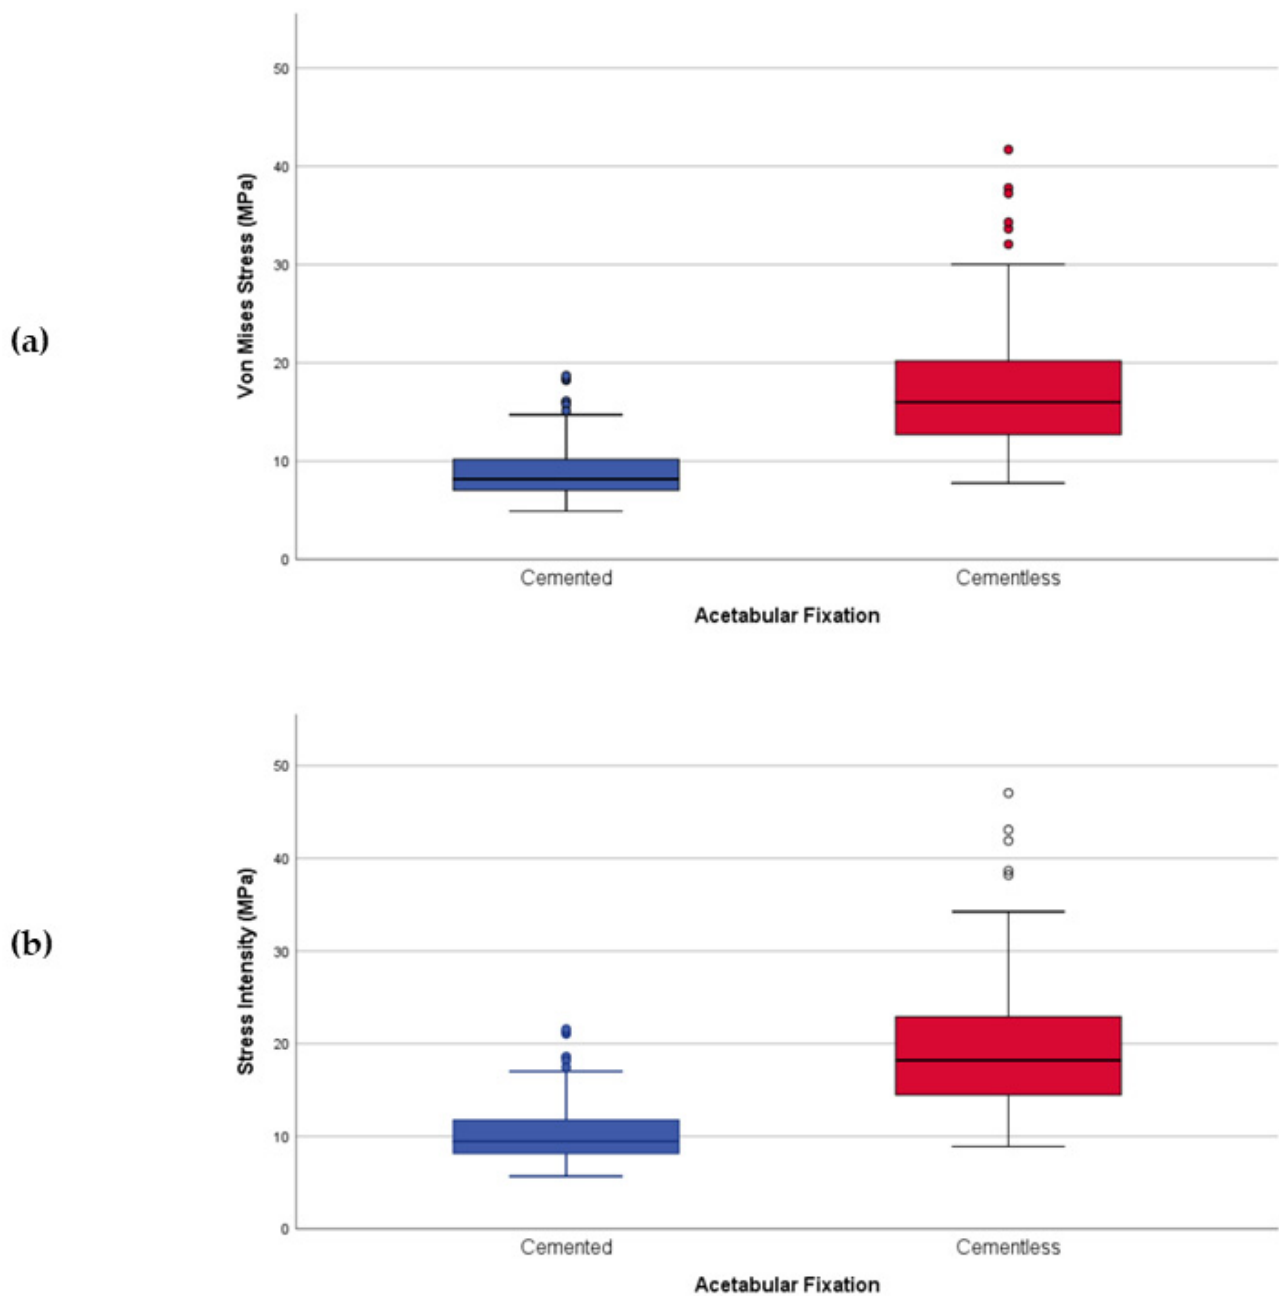 (a)
Von Mises Stress (MPa)
50
40
30
20
10
0
Cemented
Cementless
Acetabular Fixation
(b)
Stress Intensity (MPa)
50
40
30
20
10
0
Cemented
Cementless
Acetabular Fixation